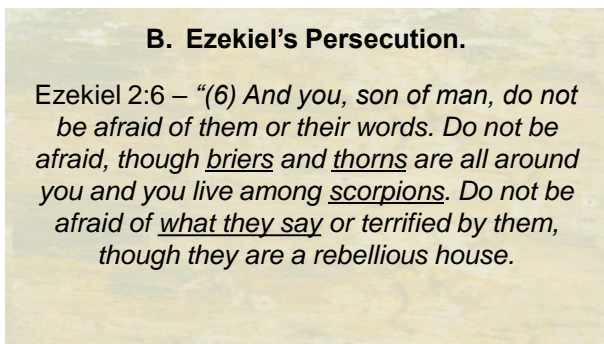 B. Ezekiel's Persecution.
Ezekiel 2:6 – "(6) And you, son of man, do not
be afraid of them or their words. Do not be
afraid, though briers and thorns are all around
you and you live among scorpions. Do not be
afraid of what they say or terrified by them,
though they are a rebellious house.